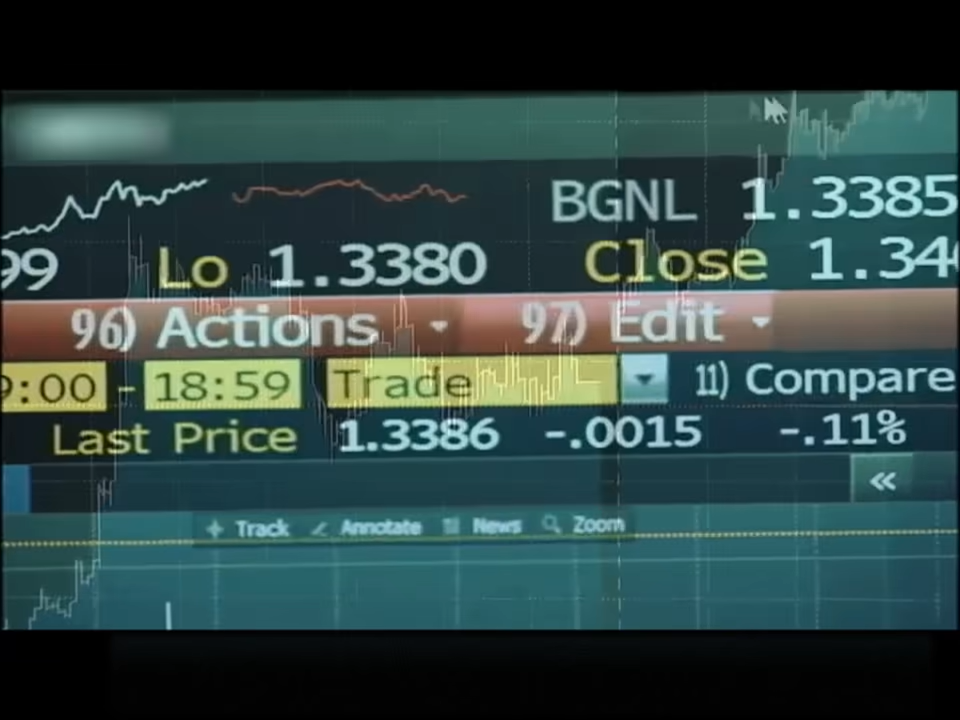 BGNL 1.3385
99 Lo 1.3380 Close 1.34
96) Actions 97) Edit
9:00 - 18:59 Trade 11) Compare
Last Price 1.3386 -.0015 -.11%
«
Track Annotate News Zoom